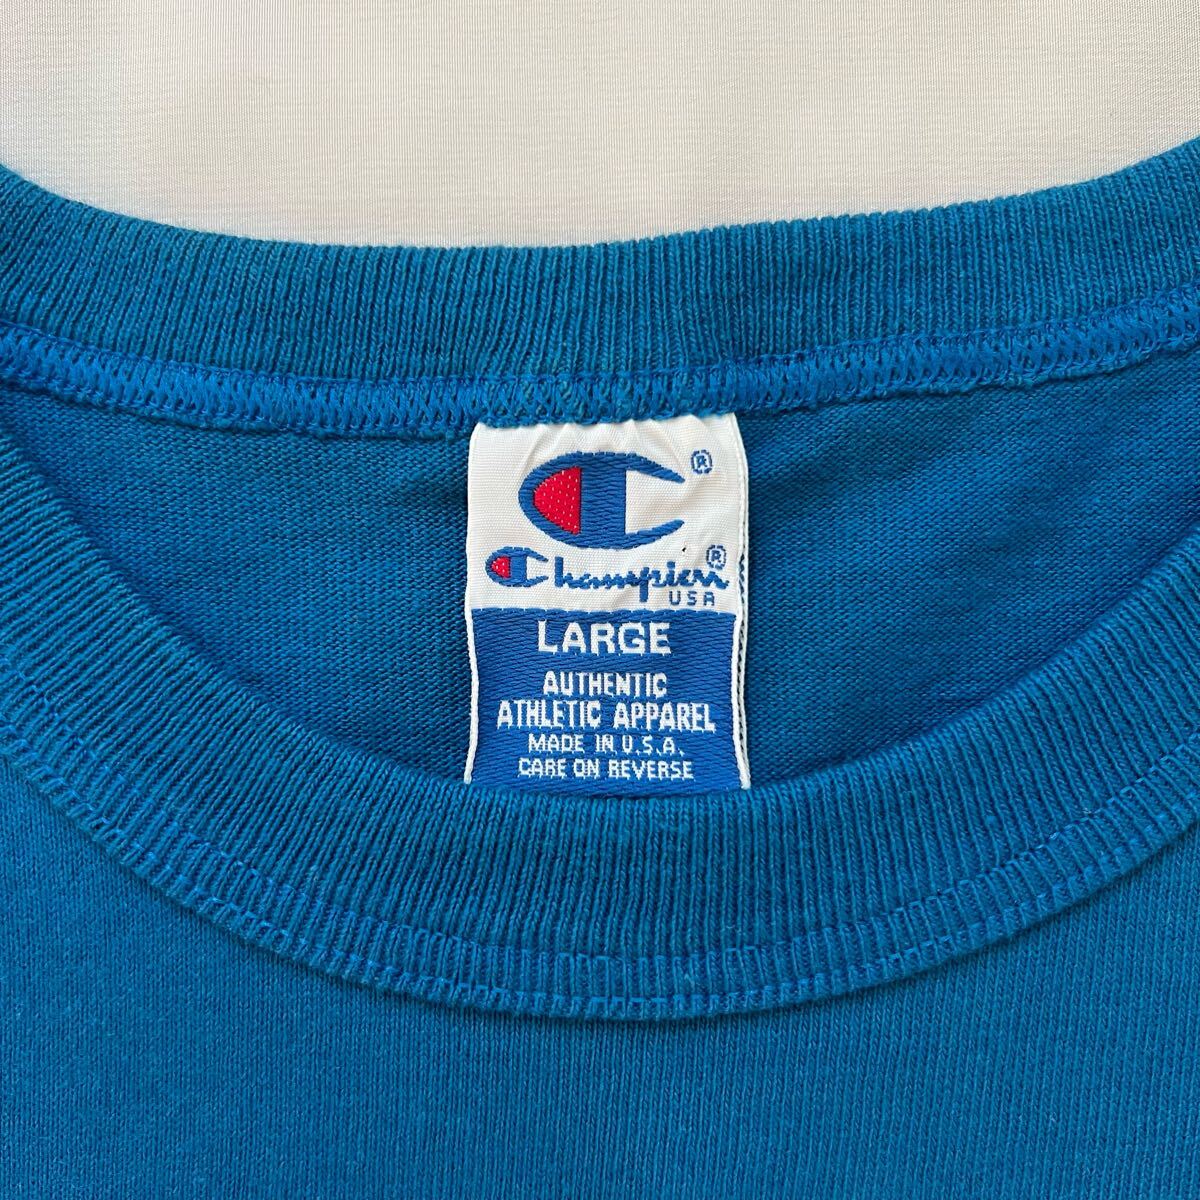 ®
Champion®
USA
LARGE
AUTHENTIC
ATHLETIC APPAREL
MADE IN U.S.A.
CARE ON REVERSE